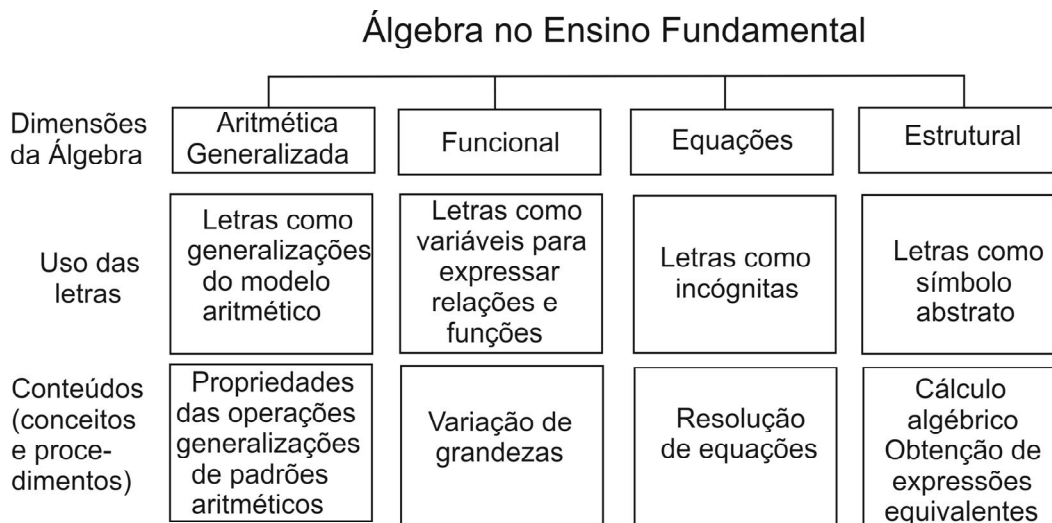 Álgebra no Ensino Fundamental
Dimensões
da Álgebra
Aritmética
Generalizada
Funcional
Equações
Estrutural
Uso das
letras
Letras como
generalizações
do modelo
aritmético
Letras como
variáveis para
expressar
relações e
funções
Letras como
incógnitas
Letras como
símbolo
abstrato
Conteúdos
(conceitos
e proce-
dimentos)
Propriedades
das operações
generalizações
de padrões
aritméticos
Variação de
grandezas
Resolução
de equações
Cálculo
algébrico
Obtenção de
expressões
equivalentes